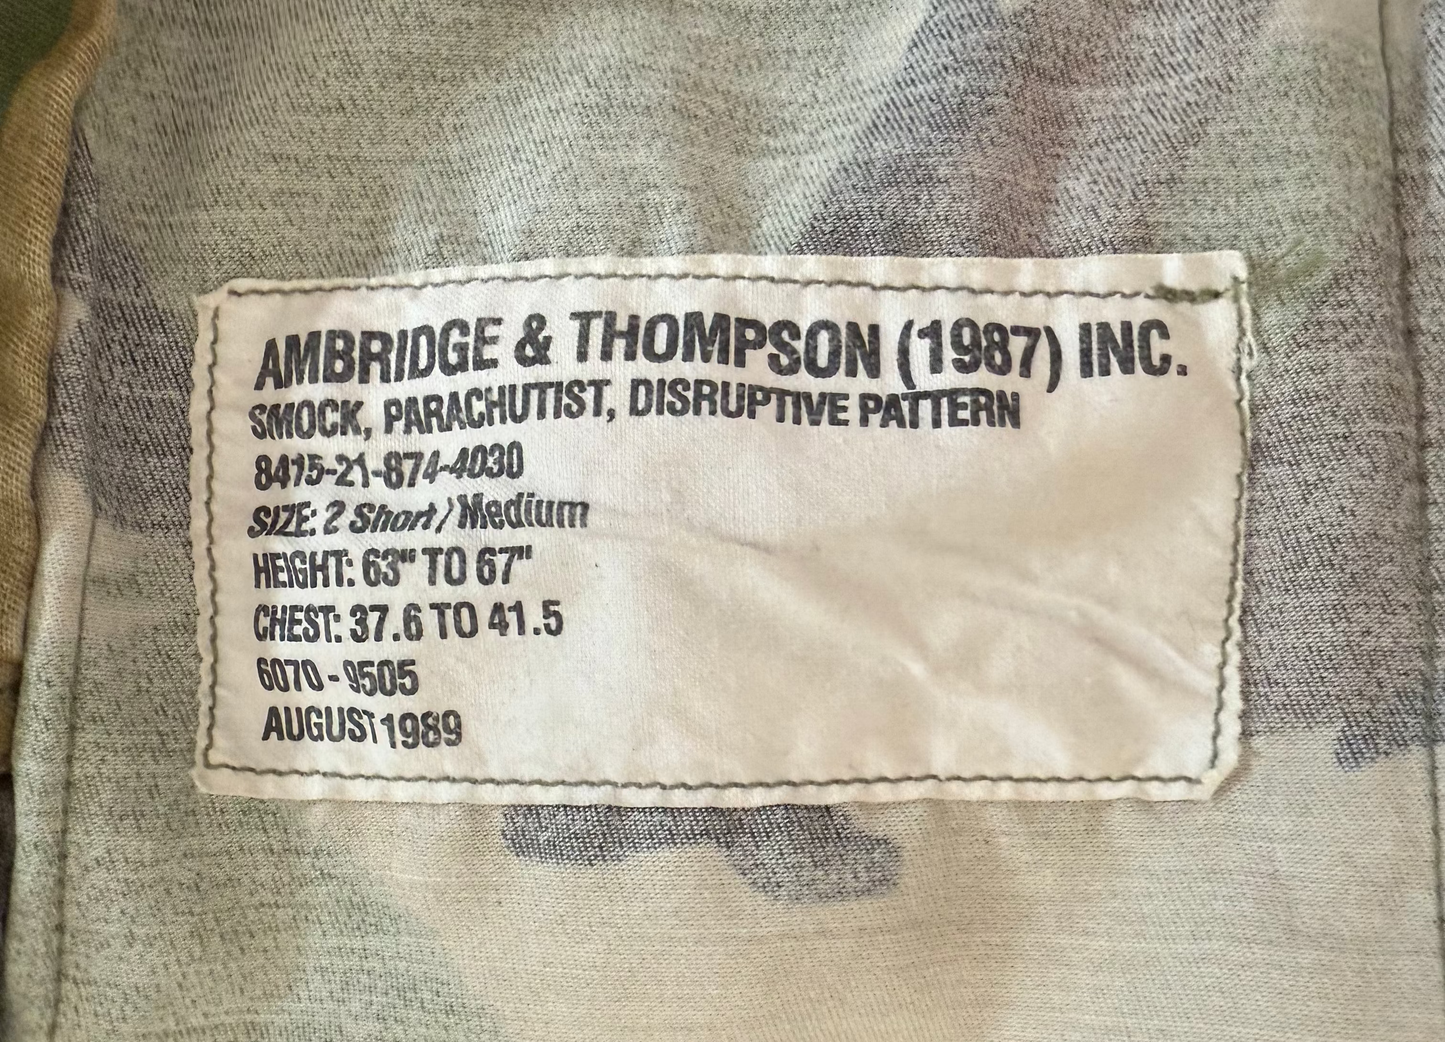 AMBRIDGE & THOMPSON (1987) INC.
SMOCK, PARACHUTIST, DISRUPTIVE PATTERN
8415-21-874-4030
SIZE: 2 Short / Medium
HEIGHT: 63" TO 67"
CHEST: 37.6 TO 41.5
6070 - 9505
AUGUST 1989